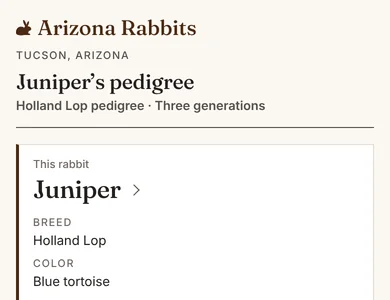 Arizona Rabbits
TUCSON, ARIZONA
Juniper’s pedigree
Holland Lop pedigree · Three generations
This rabbit
Juniper
BREED
Holland Lop
COLOR
Blue tortoise